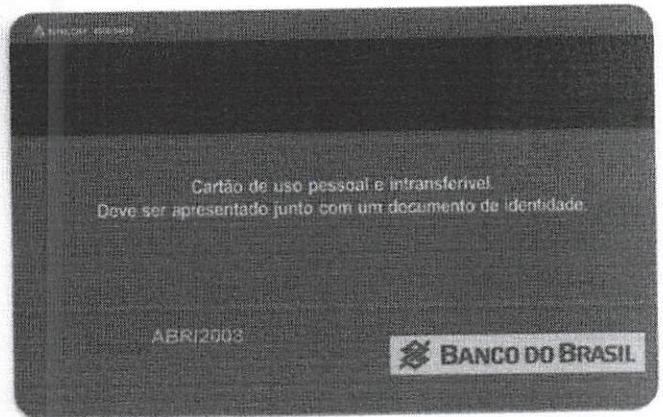 Cartão de uso pessoal e intransferível.
Deve ser apresentado junto com um documento de identidade.
ABR/2003
BANCO DO BRASIL